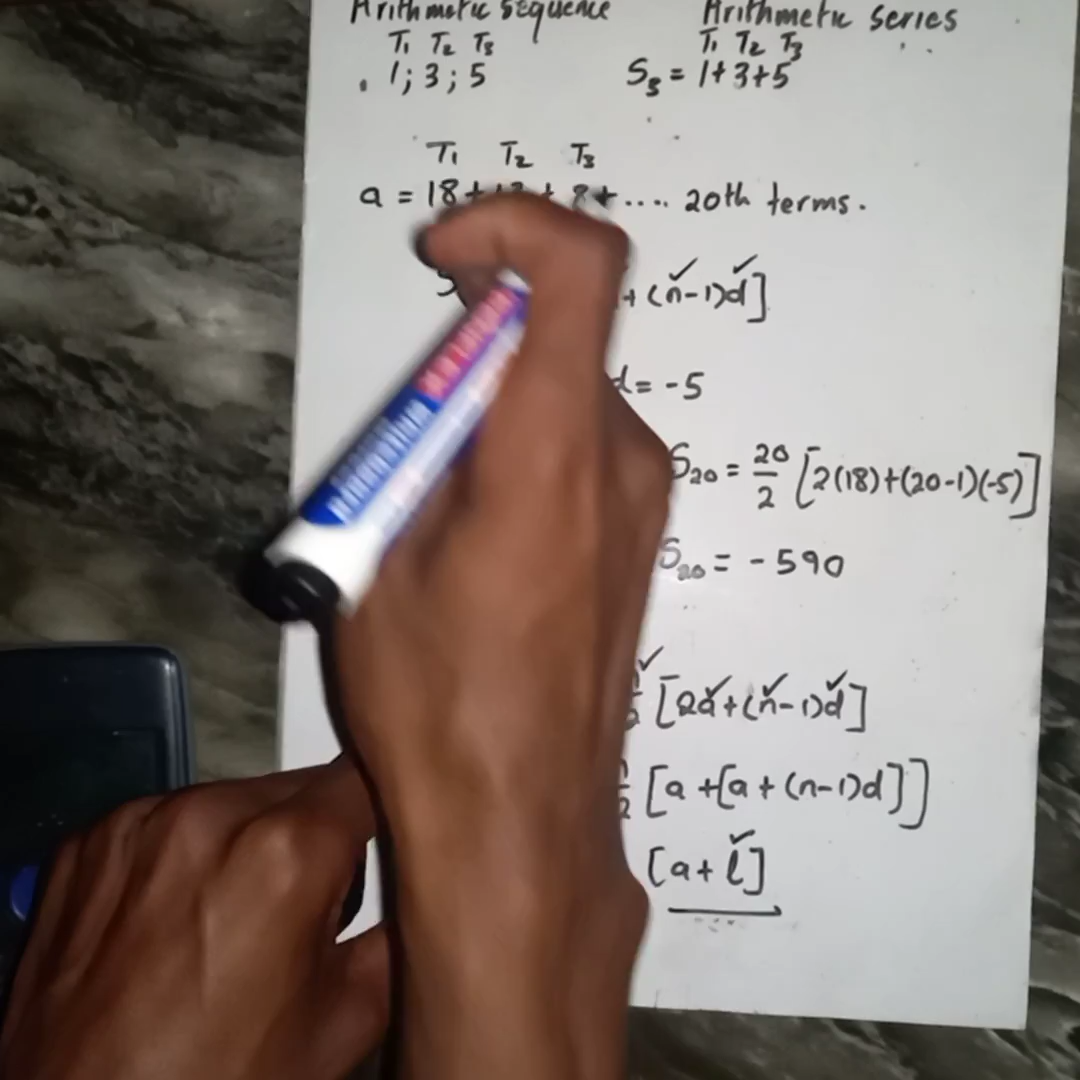 Arithmetic sequence Arithmetic series
T₁ T₂ T₃ T₁ T₂ T₃
1; 3; 5 S₃ = 1+3+5
T₁ T₂ T₃
a = 18+ + 8+.... 20th terms.
+ (n-1)d]
d= -5
S₂₀ = 20/2 [2(18)+(20-1)(-5)]
S₂₀ = -590
[2a+(n-1)d]
[a +[a + (n-1)d]]
[a+ l]